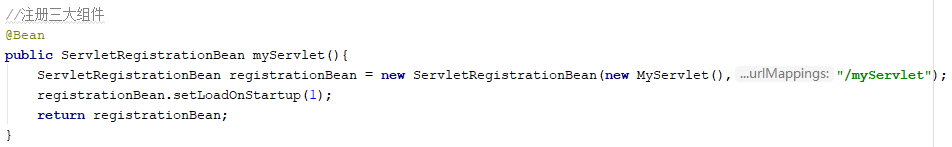 //注册三大组件
@Bean
public ServletRegistrationBean myServlet(){
    ServletRegistrationBean registrationBean = new ServletRegistrationBean(new MyServlet(), ...urlMappings: "/myServlet");
    registrationBean.setLoadOnStartup(1);
    return registrationBean;
}